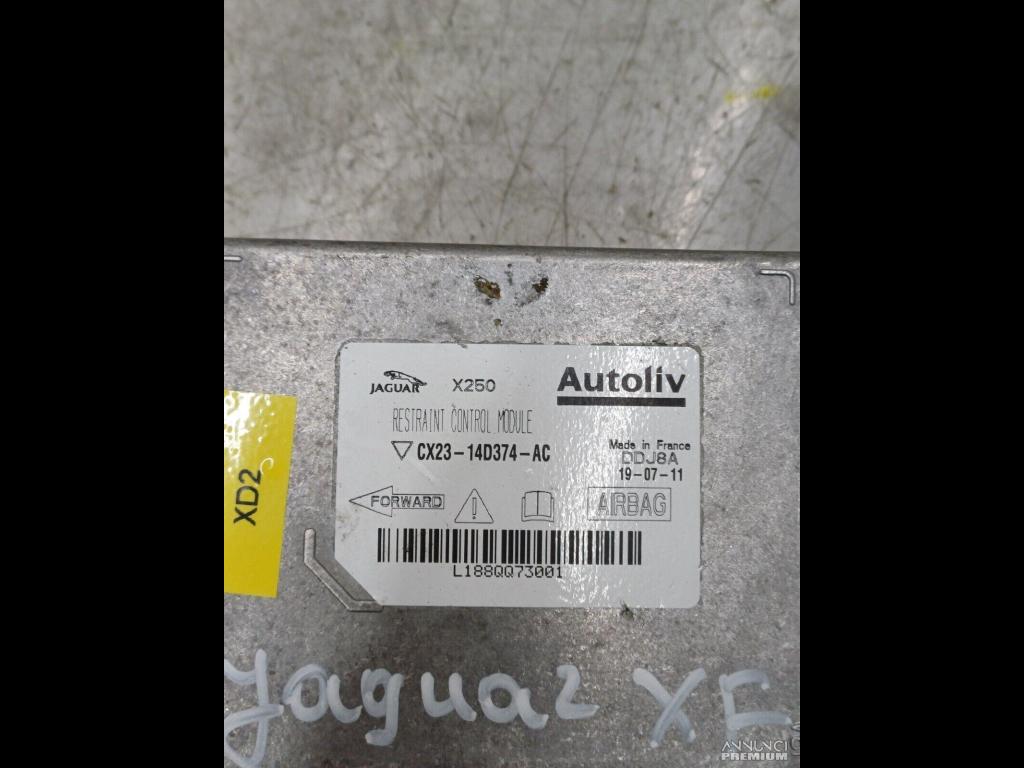 JAGUAR X250 Autoliv
RESTRAINT CONTROL MODULE
CX23-14D374-AC
Made in France
DDJ8A
19-07-11
FORWARD AIRBAG
L188QQ73001
XD2
Jaguar XF
ANNUNCI
PREMIUM